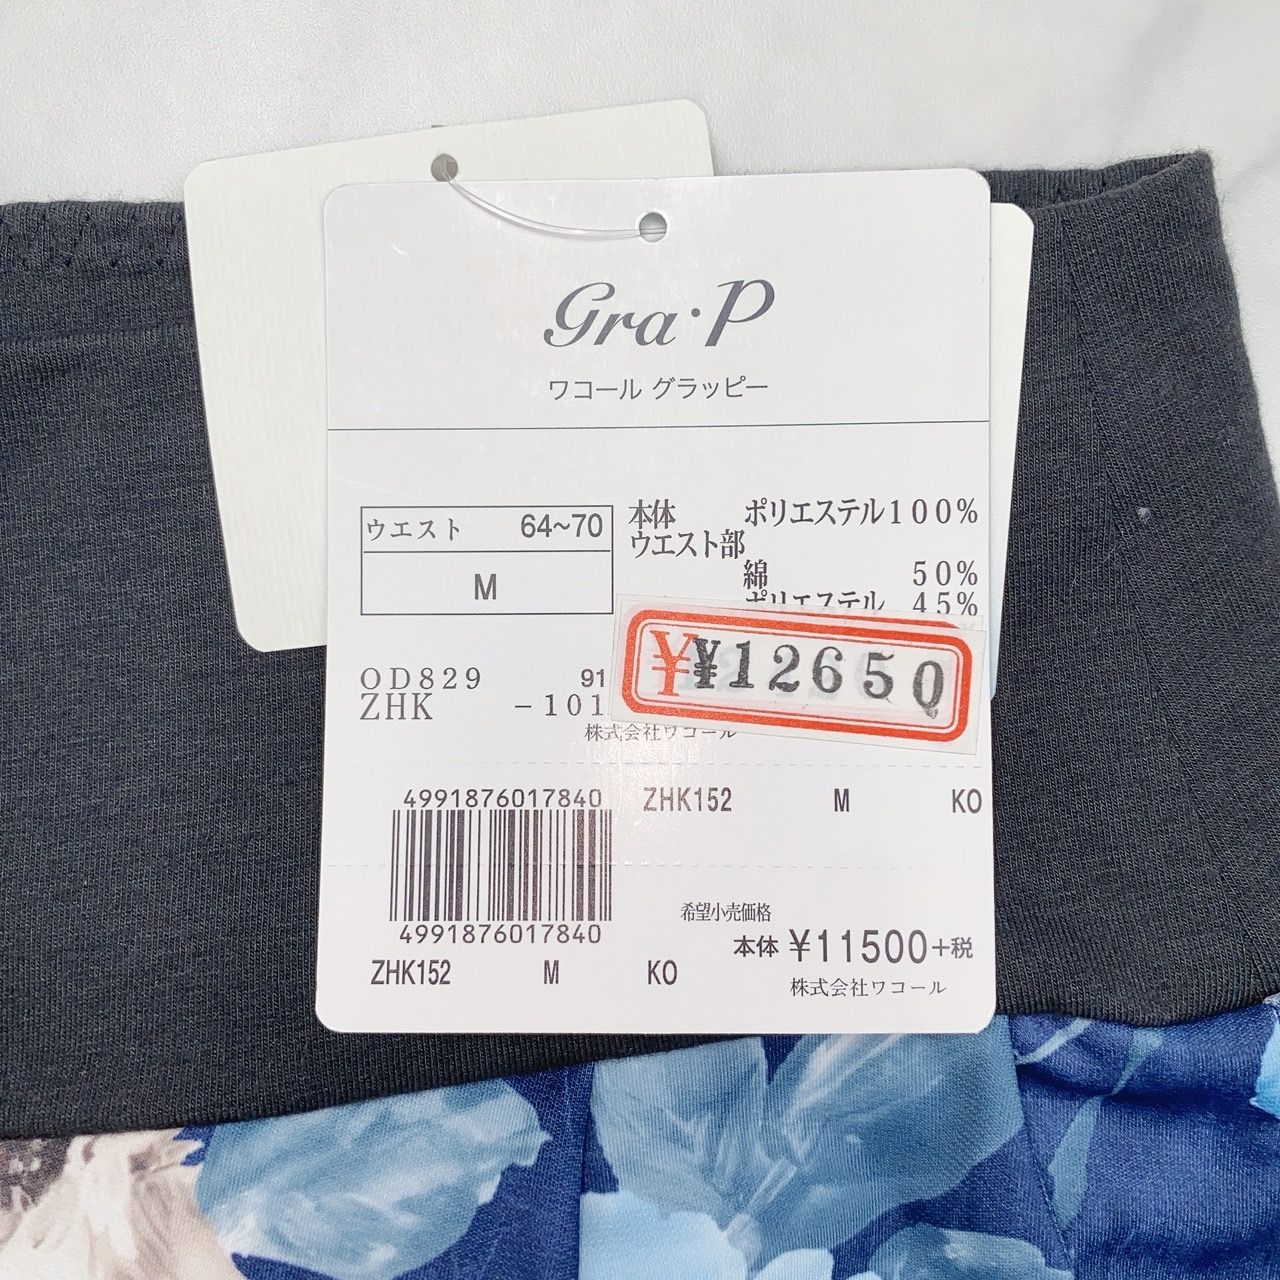 Gra・P
ワコール グラッピー
ウエスト 64~70
M
本体 ポリエステル100%
ウエスト部
綿 50%
ポリエステル 45%
¥¥12650
OD829 91
ZHK -101
株式会社ワコール
4991876017840 ZHK152 M KO
4991876017840
ZHK152 M KO
希望小売価格
本体 ¥11500+税
株式会社ワコール